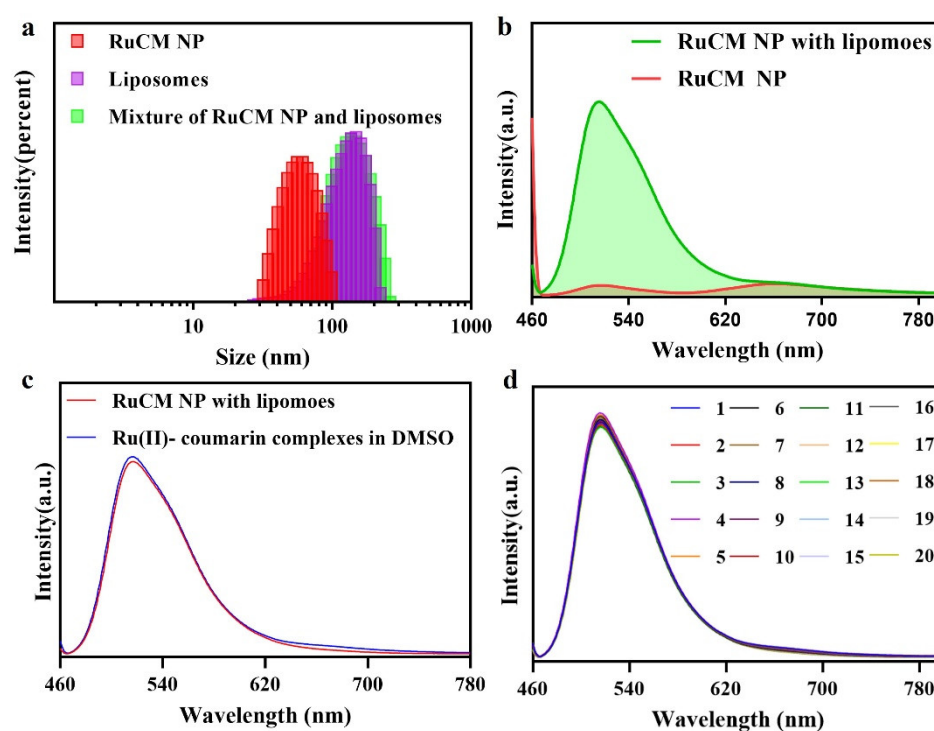 a
RuCM NP
Liposomes
Mixture of RuCM NP and liposomes
Intensity(percent)
10 100 1000
Size (nm)
b
RuCM NP with lipomoes
RuCM NP
Intensity(a.u.)
460 540 620 700 780
Wavelength (nm)
c
RuCM NP with lipomoes
Ru(II)- coumarin complexes in DMSO
Intensity(a.u.)
460 540 620 700 780
Wavelength (nm)
d
1 6 11 16
2 7 12 17
3 8 13 18
4 9 14 19
5 10 15 20
Intensity(a.u.)
460 540 620 700 780
Wavelength (nm)